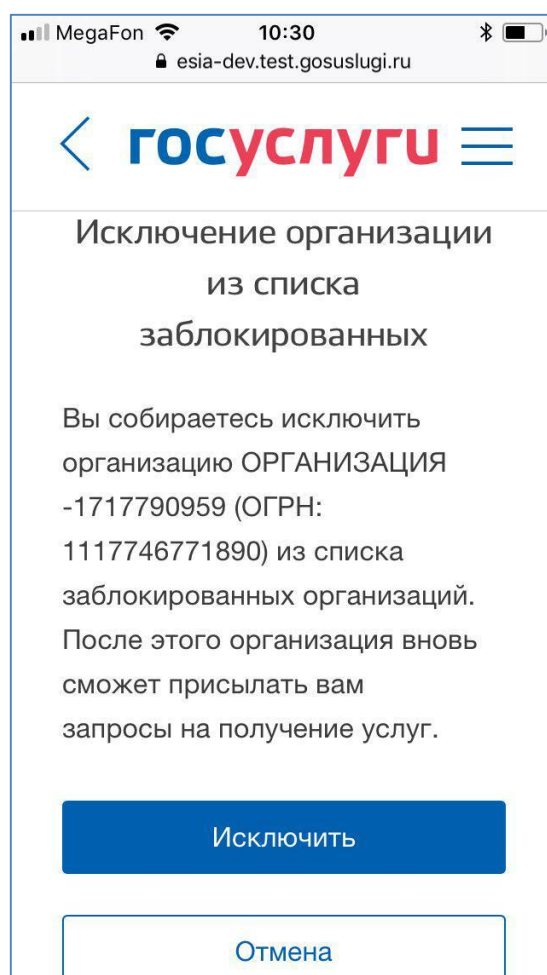 MegaFon 10:30
esia-dev.test.gosuslugi.ru
госуслуги
Исключение организации
из списка
заблокированных
Вы собираетесь исключить
организацию ОРГАНИЗАЦИЯ
-1717790959 (ОГРН:
1117746771890) из списка
заблокированных организаций.
После этого организация вновь
сможет присылать вам
запросы на получение услуг.
Исключить
Отмена